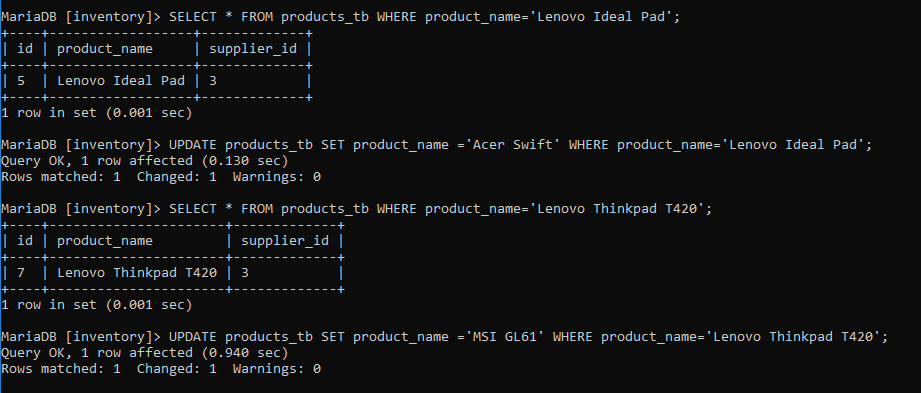 MariaDB [inventory]> SELECT * FROM products_tb WHERE product_name='Lenovo Ideal Pad';
+----+------------------+-------------+
| id | product_name     | supplier_id |
+----+------------------+-------------+
| 5  | Lenovo Ideal Pad | 3           |
+----+------------------+-------------+
1 row in set (0.001 sec)

MariaDB [inventory]> UPDATE products_tb SET product_name ='Acer Swift' WHERE product_name='Lenovo Ideal Pad';
Query OK, 1 row affected (0.130 sec)
Rows matched: 1  Changed: 1  Warnings: 0

MariaDB [inventory]> SELECT * FROM products_tb WHERE product_name='Lenovo Thinkpad T420';
+----+----------------------+-------------+
| id | product_name         | supplier_id |
+----+----------------------+-------------+
| 7  | Lenovo Thinkpad T420 | 3           |
+----+----------------------+-------------+
1 row in set (0.001 sec)

MariaDB [inventory]> UPDATE products_tb SET product_name ='MSI GL61' WHERE product_name='Lenovo Thinkpad T420';
Query OK, 1 row affected (0.940 sec)
Rows matched: 1  Changed: 1  Warnings: 0